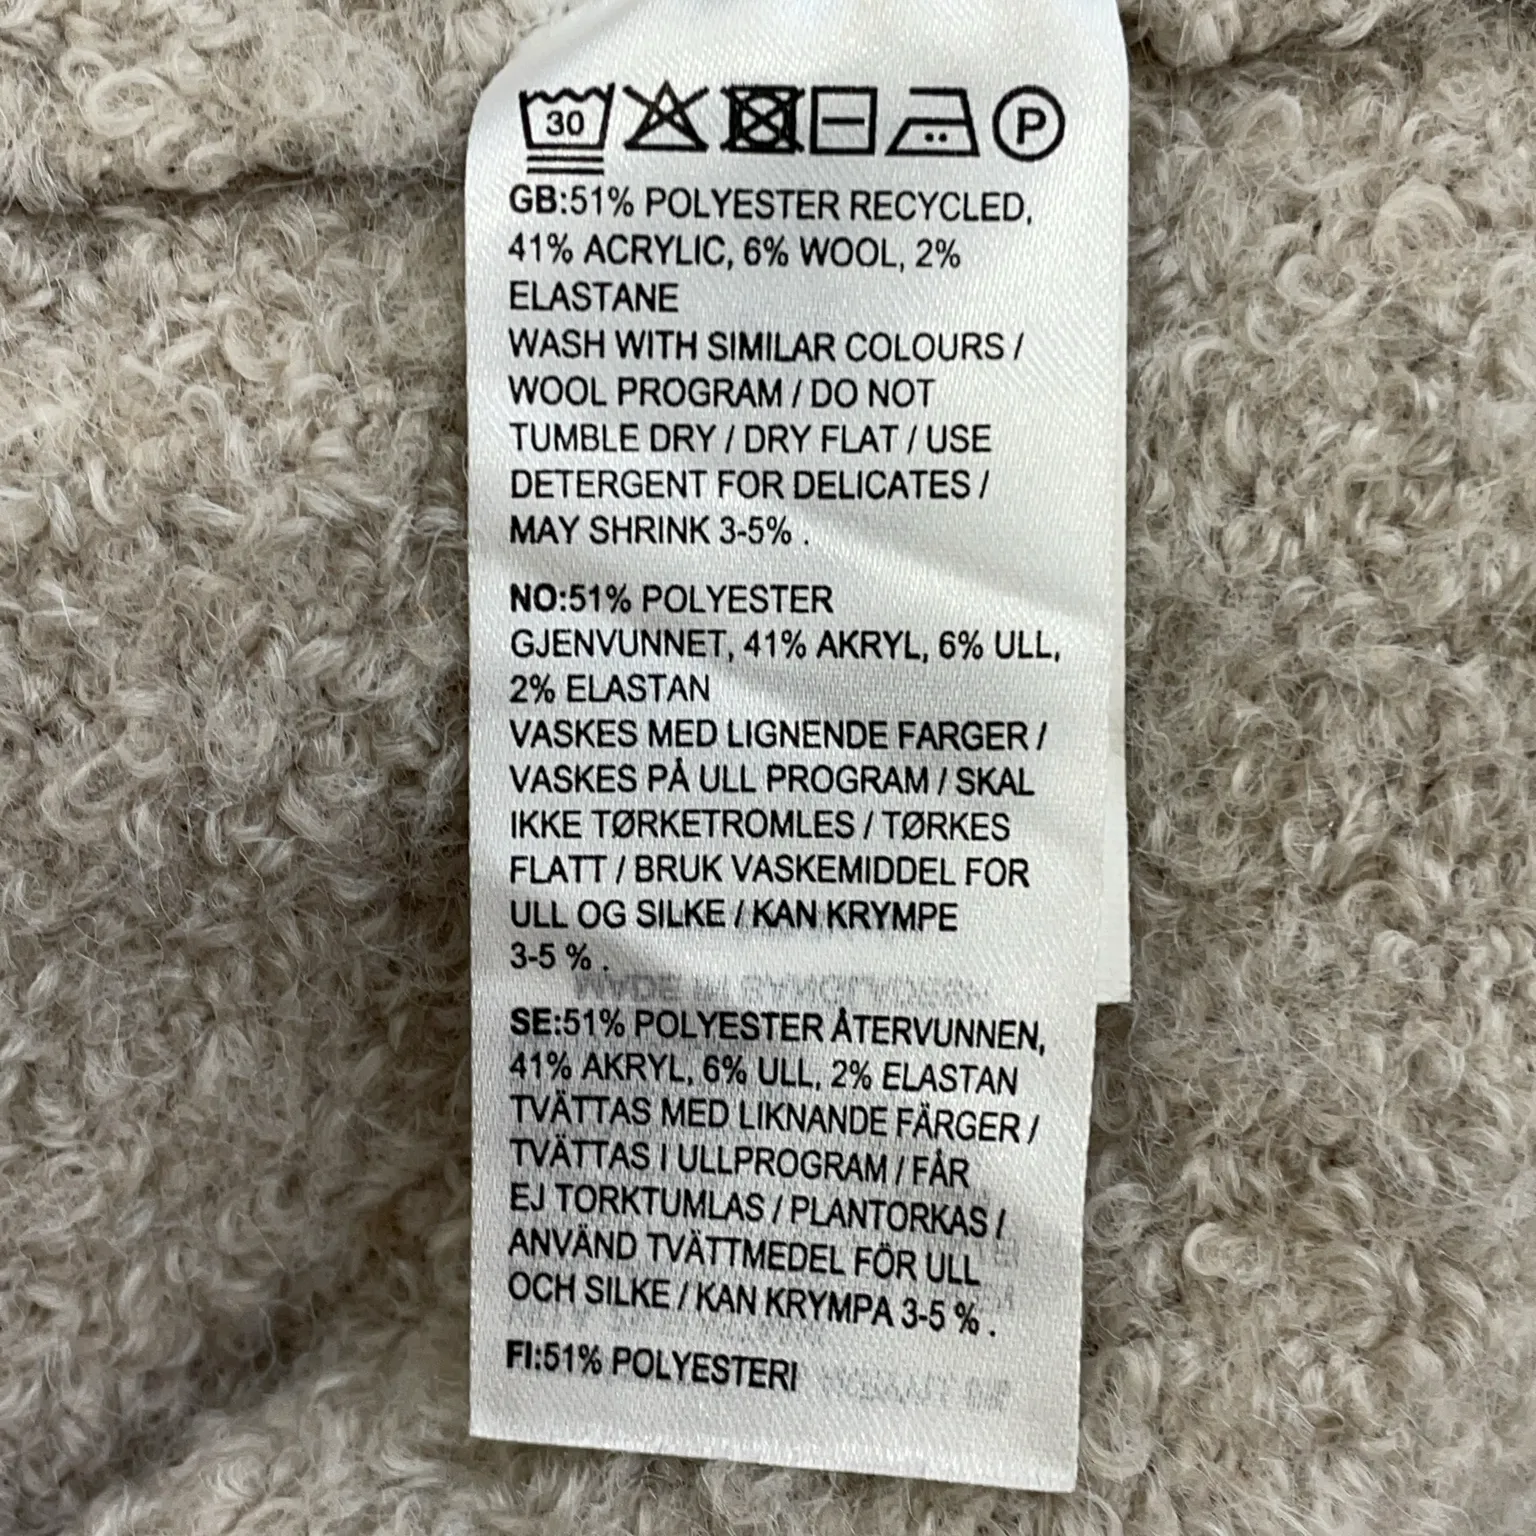 30
P
GB:51% POLYESTER RECYCLED,
41% ACRYLIC, 6% WOOL, 2%
ELASTANE
WASH WITH SIMILAR COLOURS /
WOOL PROGRAM / DO NOT
TUMBLE DRY / DRY FLAT / USE
DETERGENT FOR DELICATES /
MAY SHRINK 3-5% .
NO:51% POLYESTER
GJENVUNNET, 41% AKRYL, 6% ULL,
2% ELASTAN
VASKES MED LIGNENDE FARGER /
VASKES PÅ ULL PROGRAM / SKAL
IKKE TØRKETROMLES / TØRKES
FLATT / BRUK VASKEMIDDEL FOR
ULL OG SILKE / KAN KRYMPE
3-5 % .
SE:51% POLYESTER ÅTERVUNNEN,
41% AKRYL, 6% ULL, 2% ELASTAN
TVÄTTAS MED LIKNANDE FÄRGER /
TVÄTTAS I ULLPROGRAM / FÅR
EJ TORKTUMLAS / PLANTORKAS /
ANVÄND TVÄTTMEDEL FÖR ULL
OCH SILKE / KAN KRYMPA 3-5 % .
FI:51% POLYESTERI